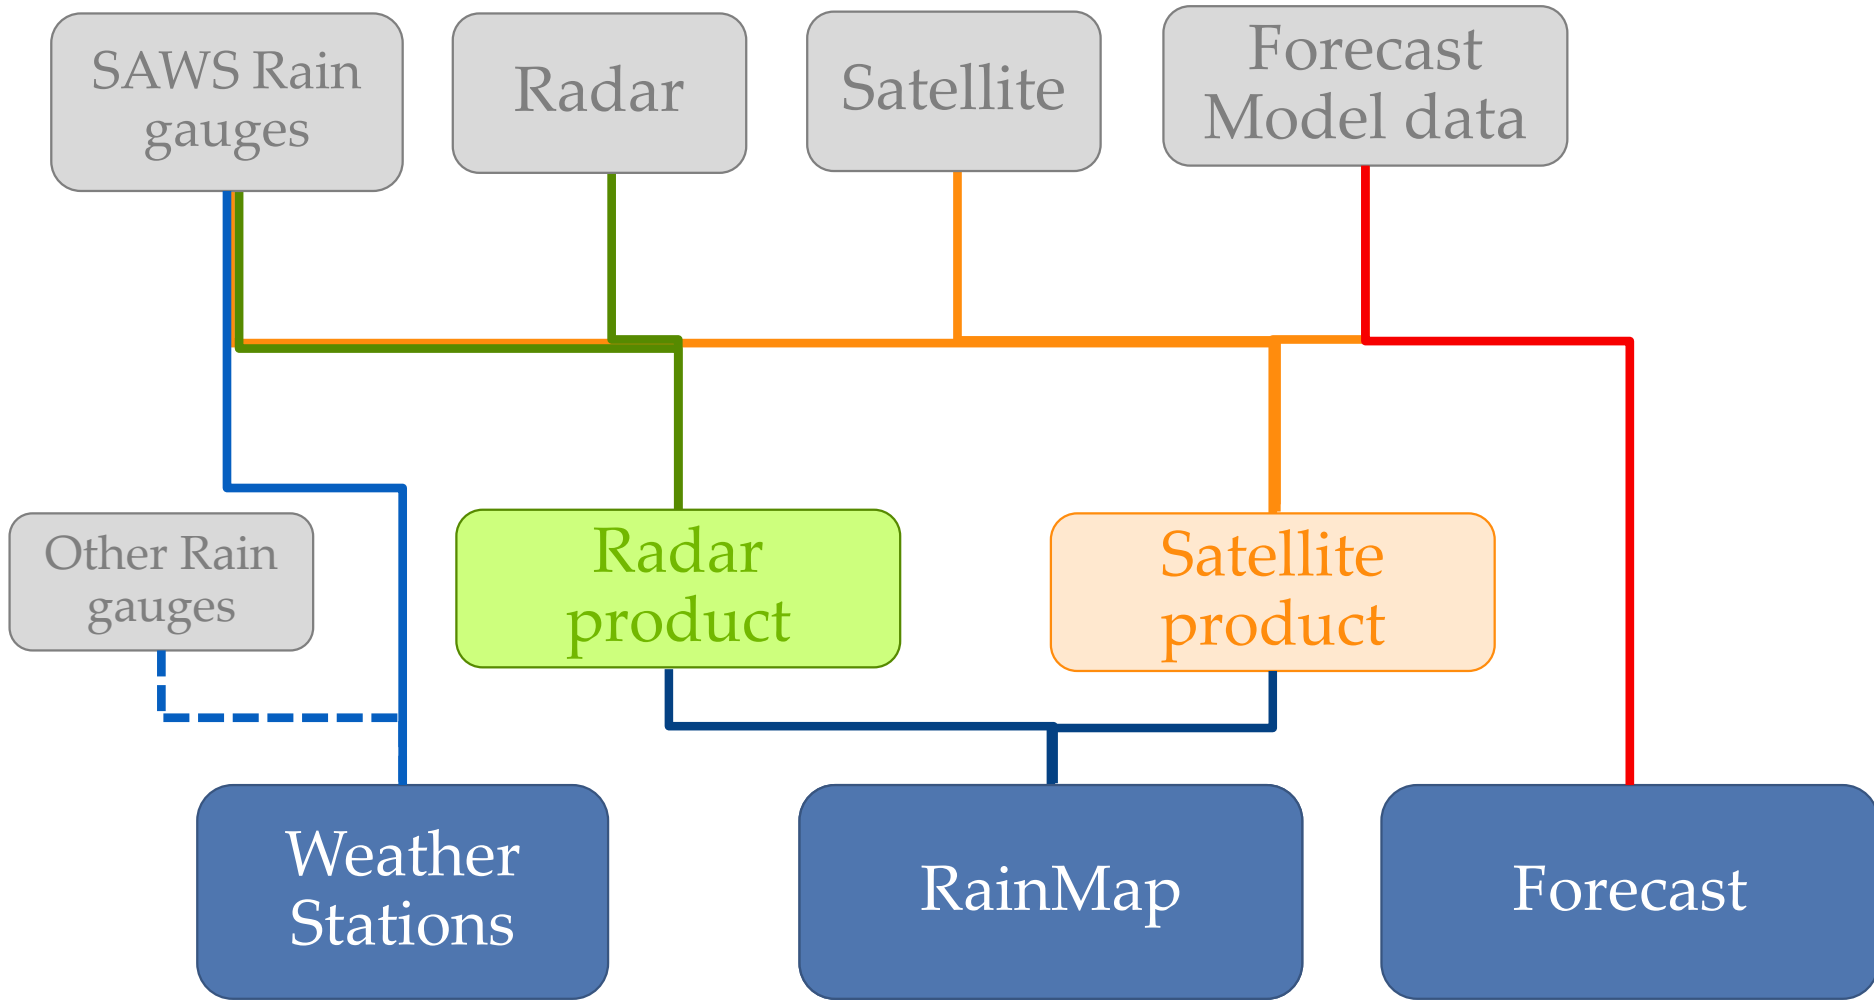 SAWS Rain
gauges
Radar
Satellite
Forecast
Model data
Other Rain
gauges
Radar
product
Satellite
product
Weather
Stations
RainMap
Forecast